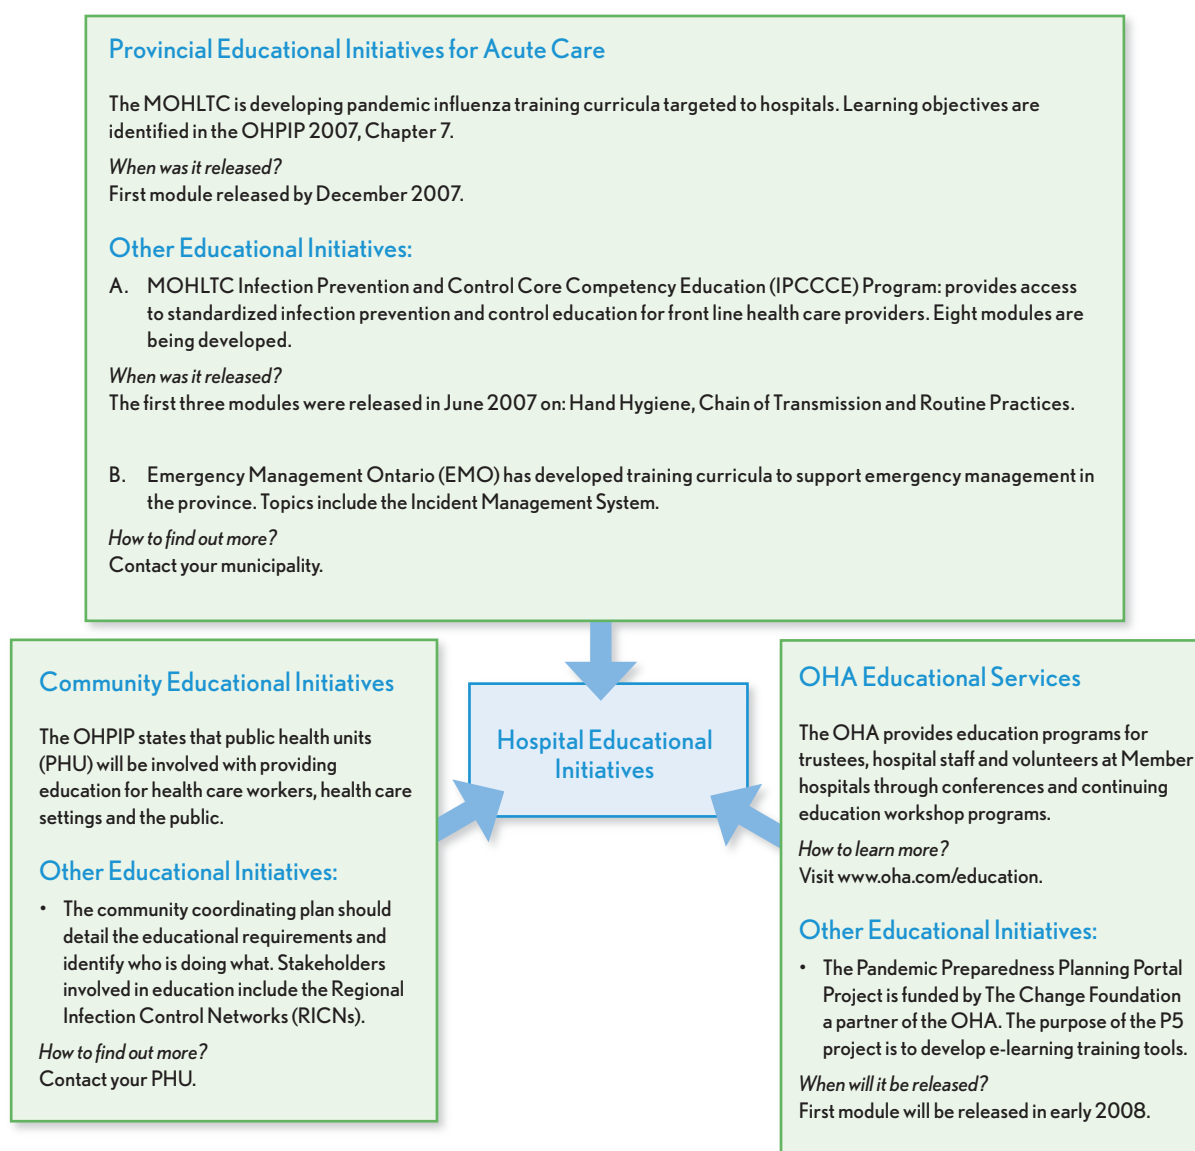 Provincial Educational Initiatives for Acute Care
The MOHLTC is developing pandemic influenza training curricula targeted to hospitals. Learning objectives are
identified in the OHPIP 2007, Chapter 7.
When was it released?
First module released by December 2007.
Other Educational Initiatives:
A. MOHLTC Infection Prevention and Control Core Competency Education (IPCCCE) Program: provides access
to standardized infection prevention and control education for front line health care providers. Eight modules are
being developed.
When was it released?
The first three modules were released in June 2007 on: Hand Hygiene, Chain of Transmission and Routine Practices.
B. Emergency Management Ontario (EMO) has developed training curricula to support emergency management in
the province. Topics include the Incident Management System.
How to find out more?
Contact your municipality.
Community Educational Initiatives
The OHPIP states that public health units
(PHU) will be involved with providing
education for health care workers, health care
settings and the public.
Other Educational Initiatives:
• The community coordinating plan should
detail the educational requirements and
identify who is doing what. Stakeholders
involved in education include the Regional
Infection Control Networks (RICNs).
How to find out more?
Contact your PHU.
Hospital Educational
Initiatives
OHA Educational Services
The OHA provides education programs for
trustees, hospital staff and volunteers at Member
hospitals through conferences and continuing
education workshop programs.
How to learn more?
Visit www.oha.com/education.
Other Educational Initiatives:
• The Pandemic Preparedness Planning Portal
Project is funded by The Change Foundation
a partner of the OHA. The purpose of the P5
project is to develop e-learning training tools.
When will it be released?
First module will be released in early 2008.